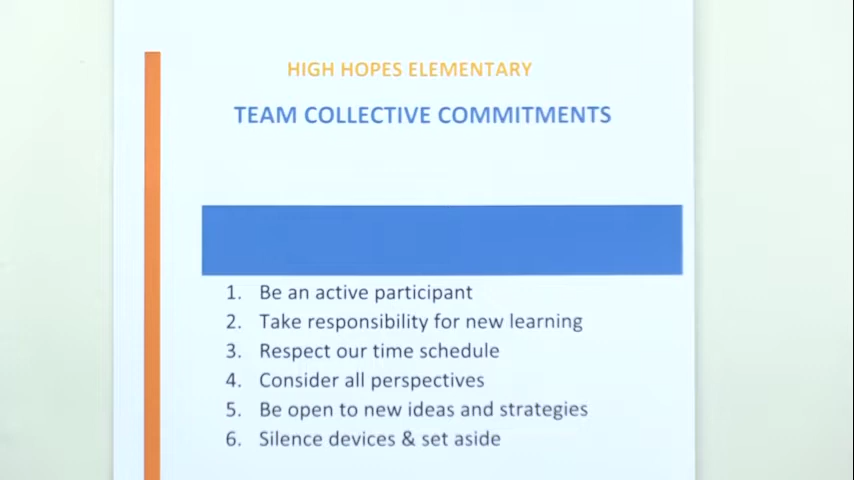 HIGH HOPES ELEMENTARY
TEAM COLLECTIVE COMMITMENTS
1. Be an active participant
2. Take responsibility for new learning
3. Respect our time schedule
4. Consider all perspectives
5. Be open to new ideas and strategies
6. Silence devices & set aside